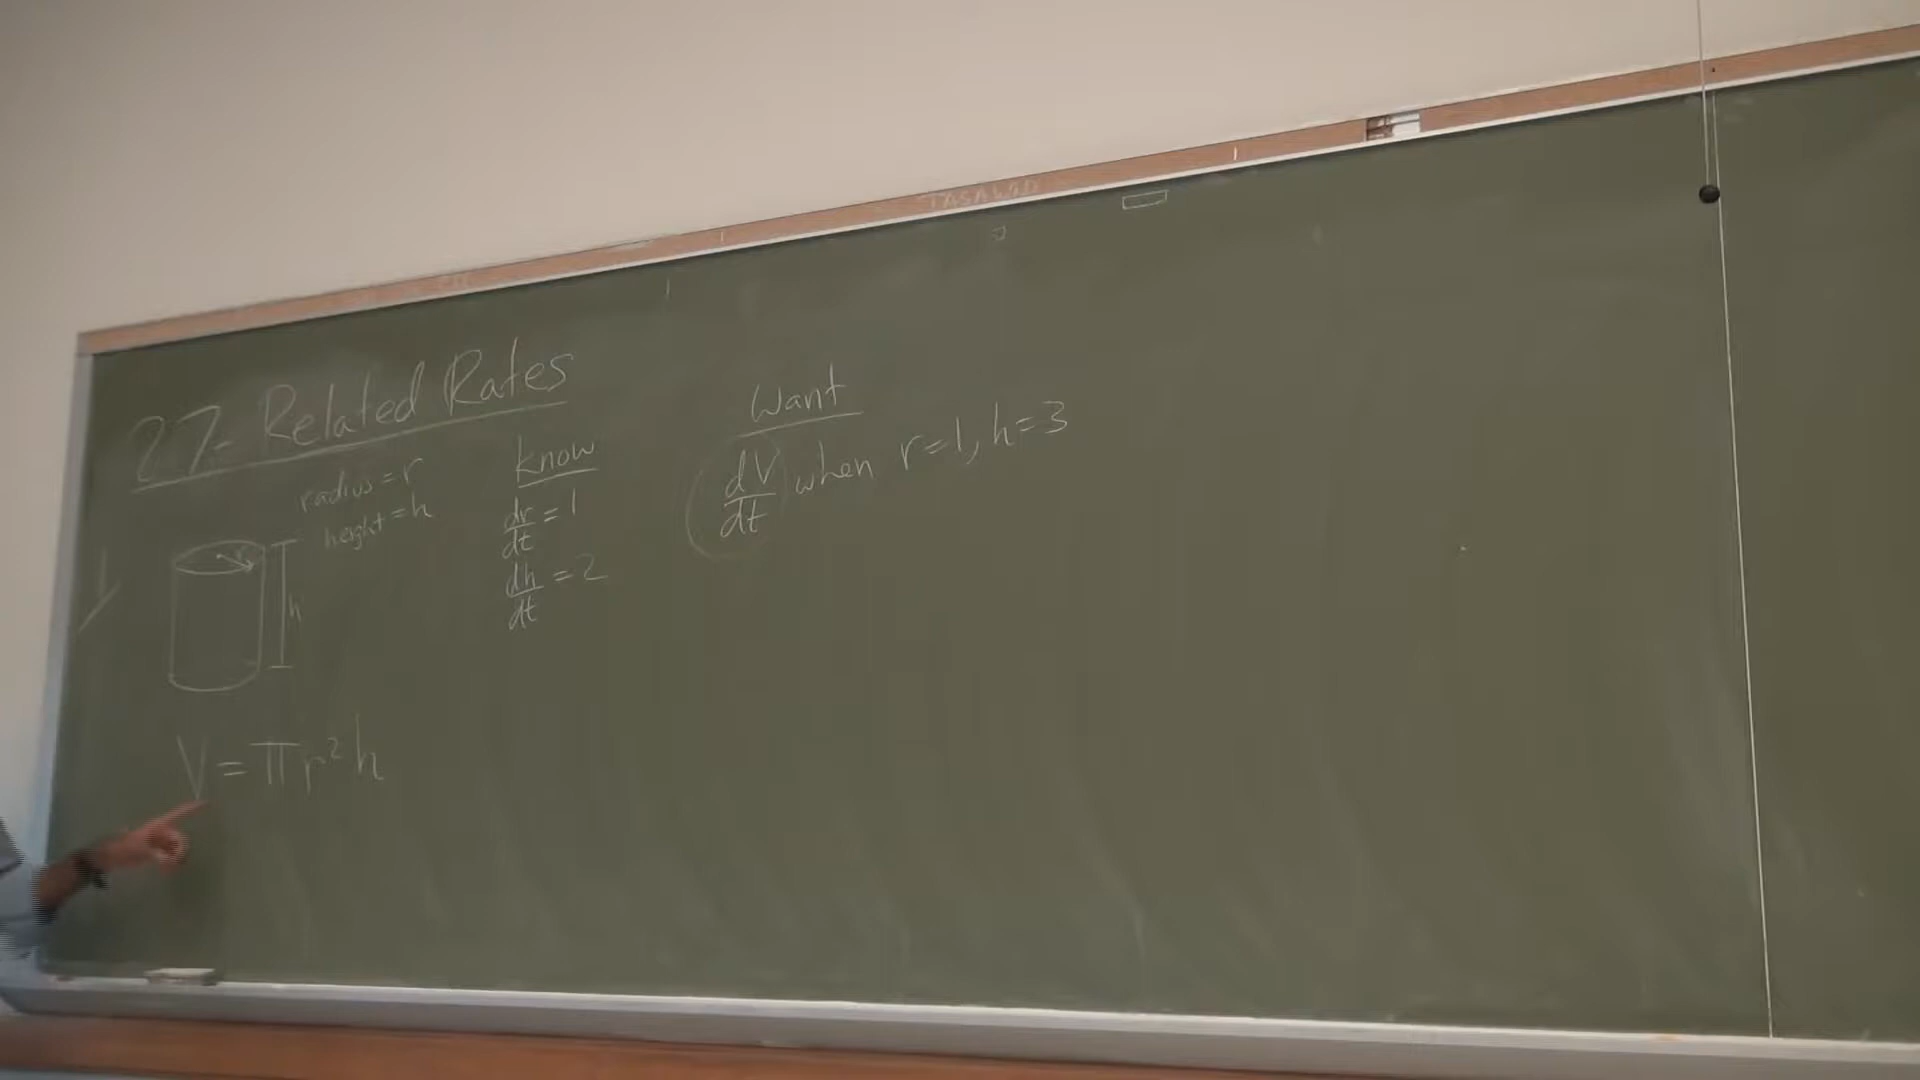 2.7- Related Rates
radius = r
height = h
r
h
know
dr/dt = 1
dh/dt = 2
Want
dV/dt when r=1, h=3
V = πr²h